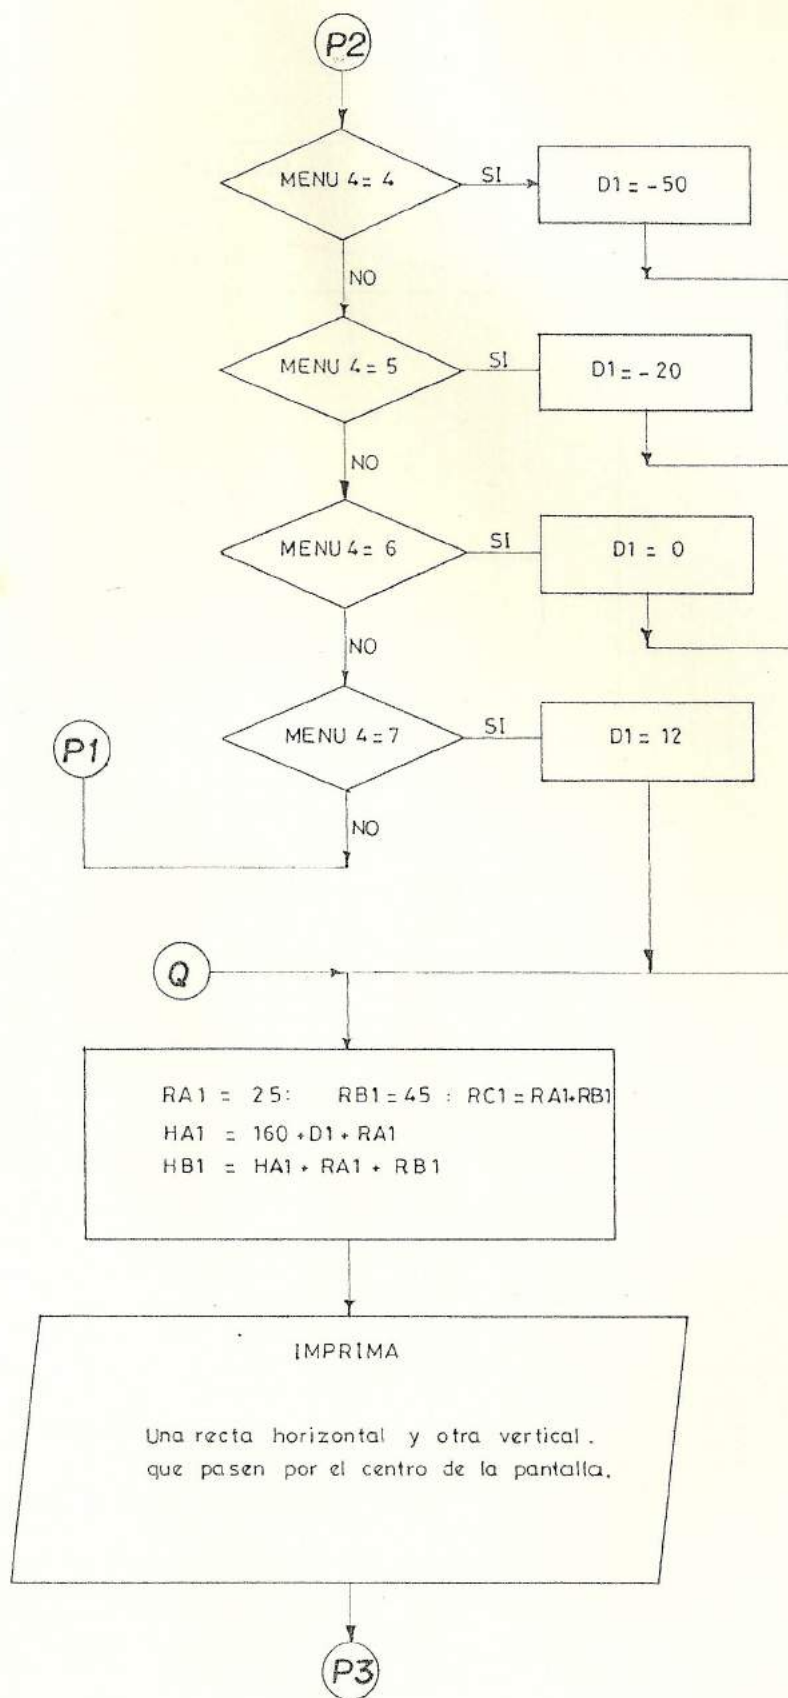 P2
MENU 4 = 4
SI
D1 = -50
NO
MENU 4 = 5
SI
D1 = -20
NO
MENU 4 = 6
SI
D1 = 0
NO
MENU 4 = 7
SI
D1 = 12
P1
NO
Q
RA1 = 25: RB1 = 45 : RC1 = RA1+RB1
HA1 = 160 + D1 + RA1
HB1 = HA1 + RA1 + RB1
IMPRIMA
Una recta horizontal y otra vertical.
que pasen por el centro de la pantalla.
P3